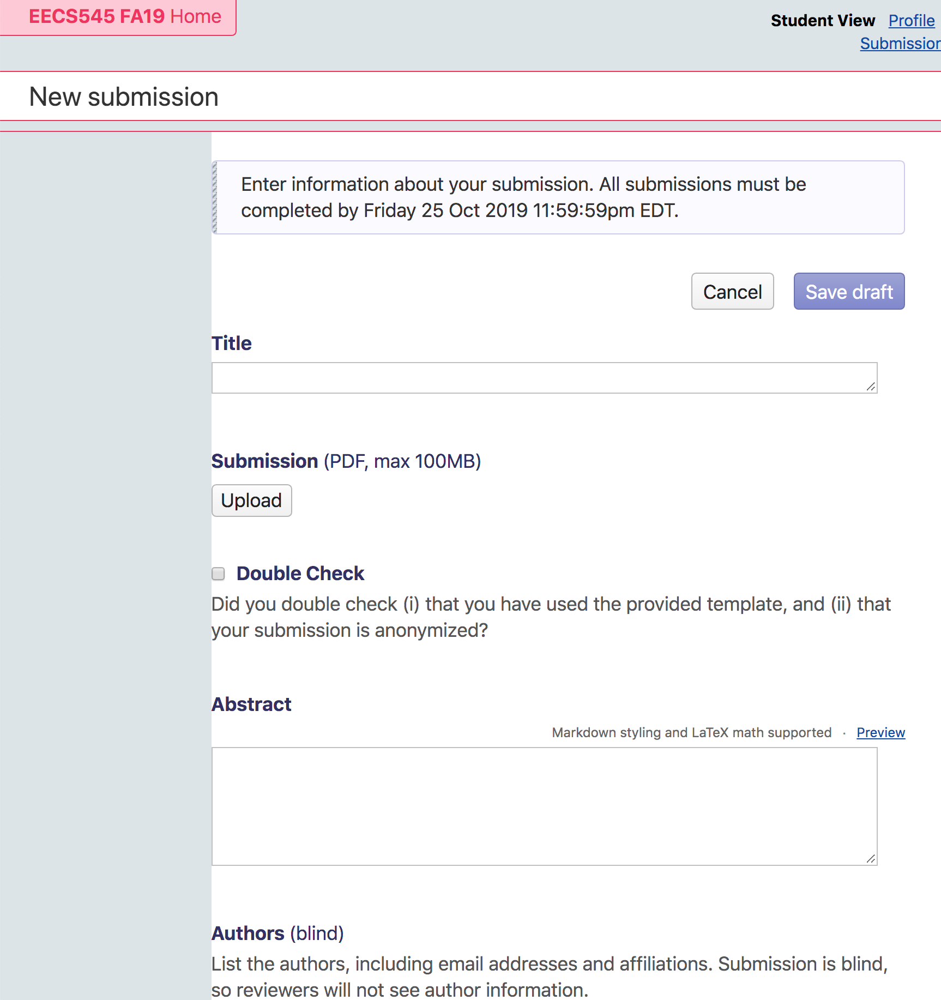 EECS545 FA19 Home
Student View Profile
Submission
New submission
Enter information about your submission. All submissions must be
completed by Friday 25 Oct 2019 11:59:59pm EDT.
Cancel Save draft
Title
Submission (PDF, max 100MB)
Upload
Double Check
Did you double check (i) that you have used the provided template, and (ii) that
your submission is anonymized?
Abstract
Markdown styling and LaTeX math supported · Preview
Authors (blind)
List the authors, including email addresses and affiliations. Submission is blind,
so reviewers will not see author information.